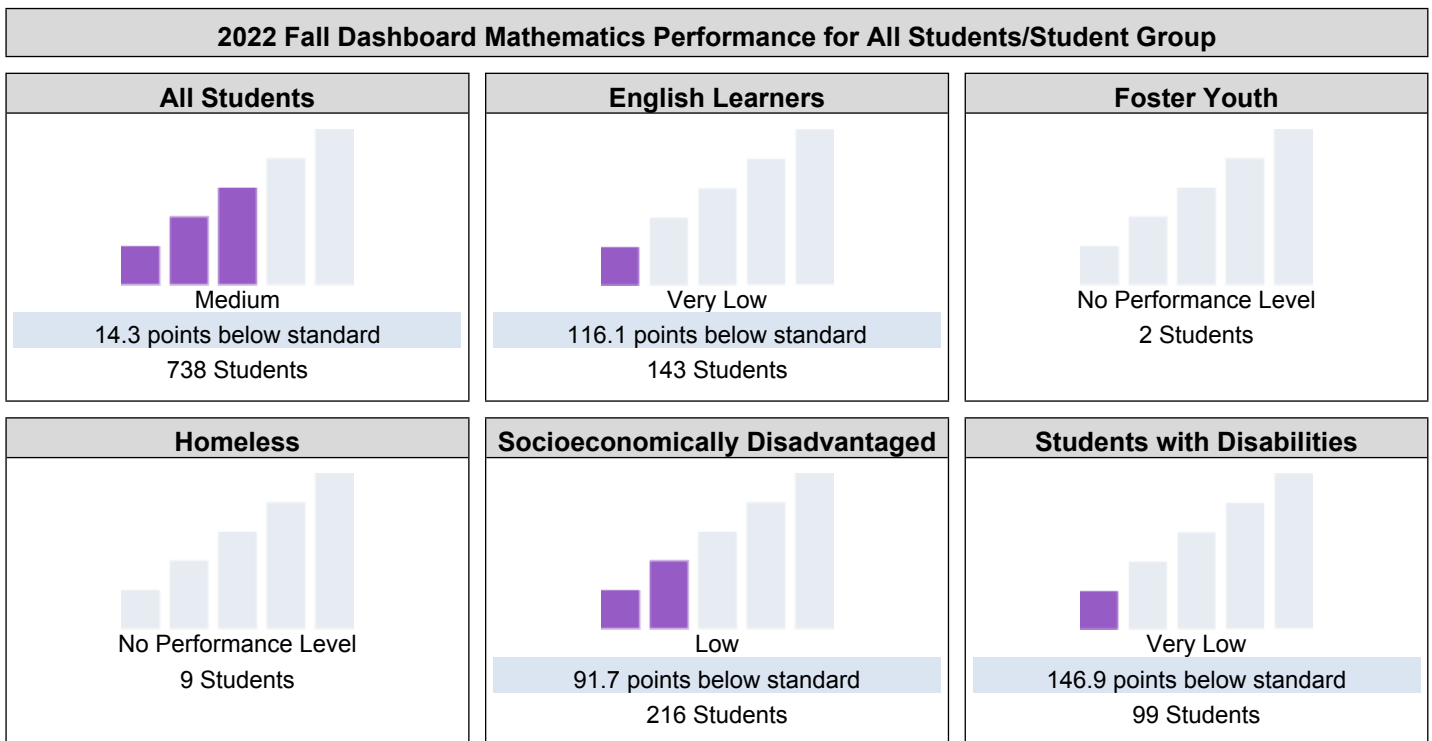 2022 Fall Dashboard Mathematics Performance for All Students/Student Group
All Students
Medium
14.3 points below standard
738 Students
English Learners
Very Low
116.1 points below standard
143 Students
Foster Youth
No Performance Level
2 Students
Homeless
No Performance Level
9 Students
Socioeconomically Disadvantaged
Low
91.7 points below standard
216 Students
Students with Disabilities
Very Low
146.9 points below standard
99 Students